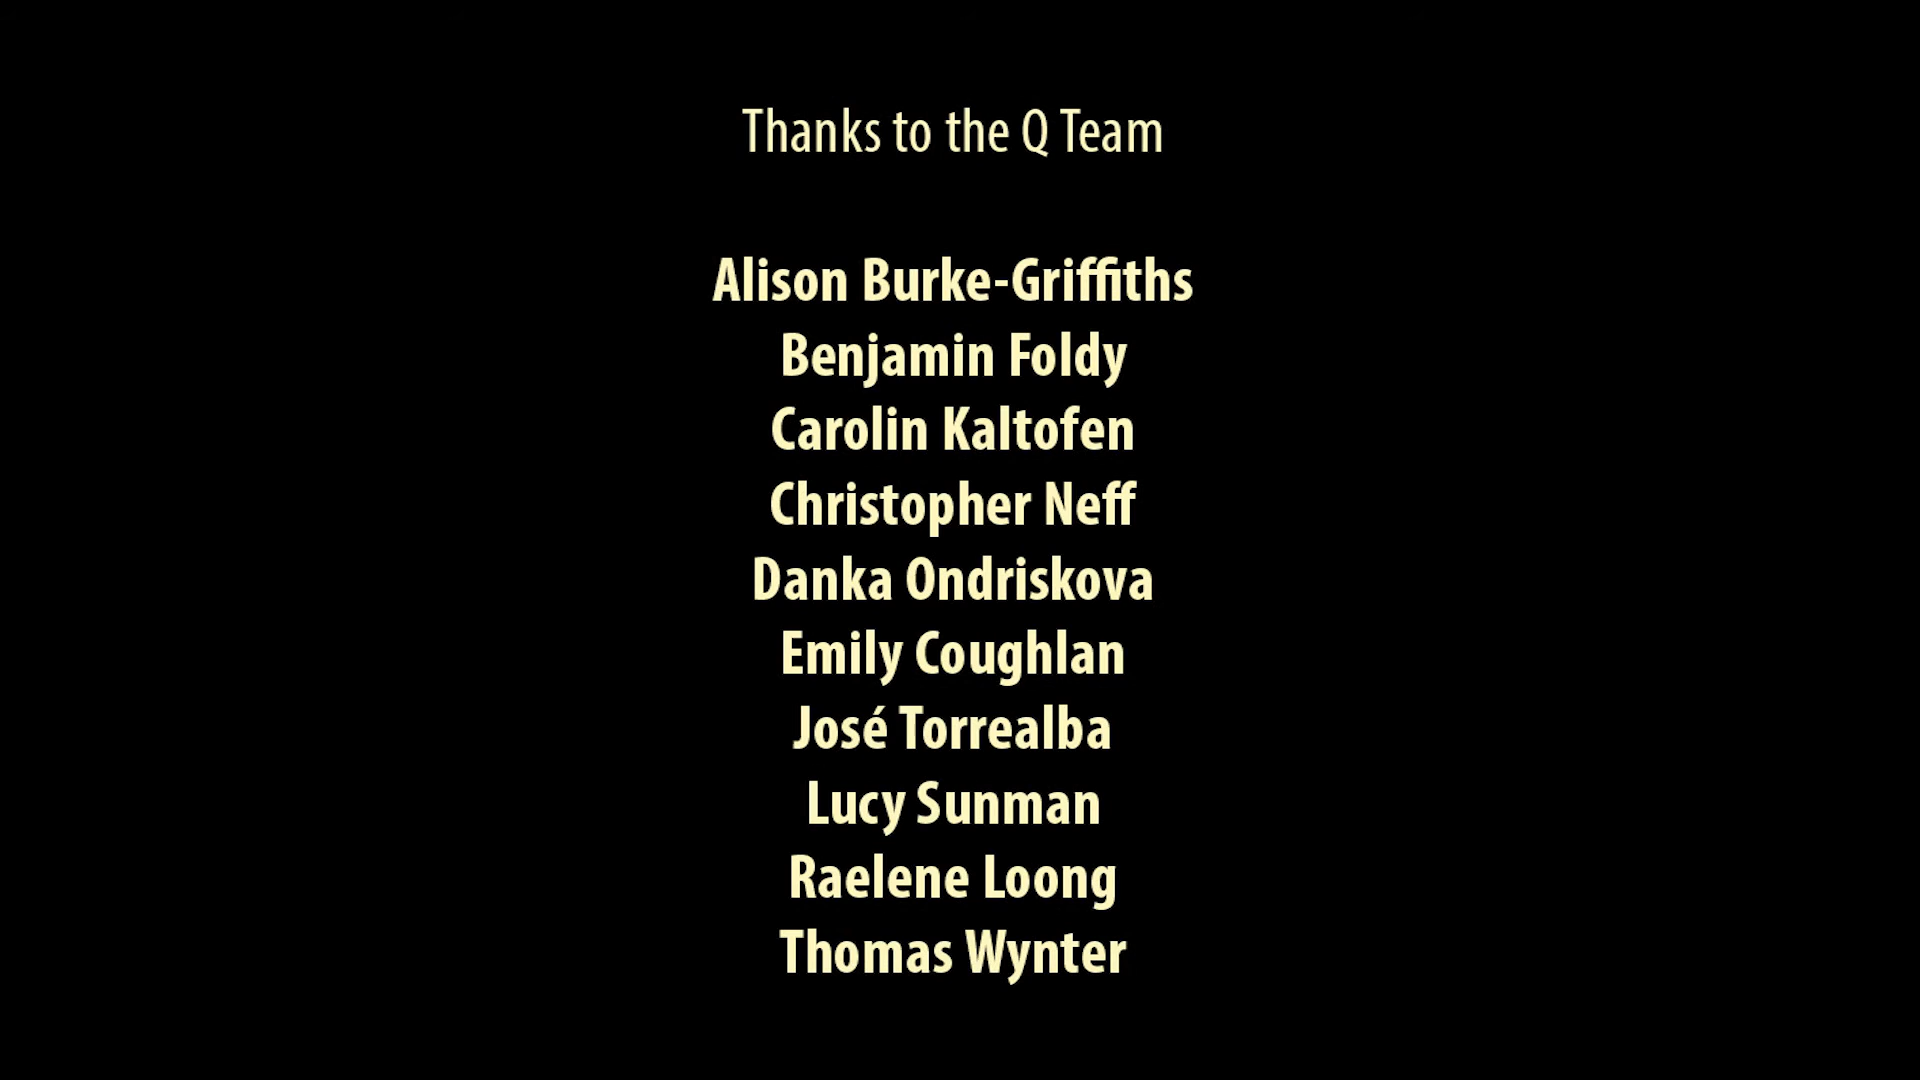 Thanks to the Q Team
Alison Burke-Griffiths
Benjamin Foldy
Carolin Kaltofen
Christopher Neff
Danka Ondriskova
Emily Coughlan
José Torrealba
Lucy Sunman
Raelene Loong
Thomas Wynter